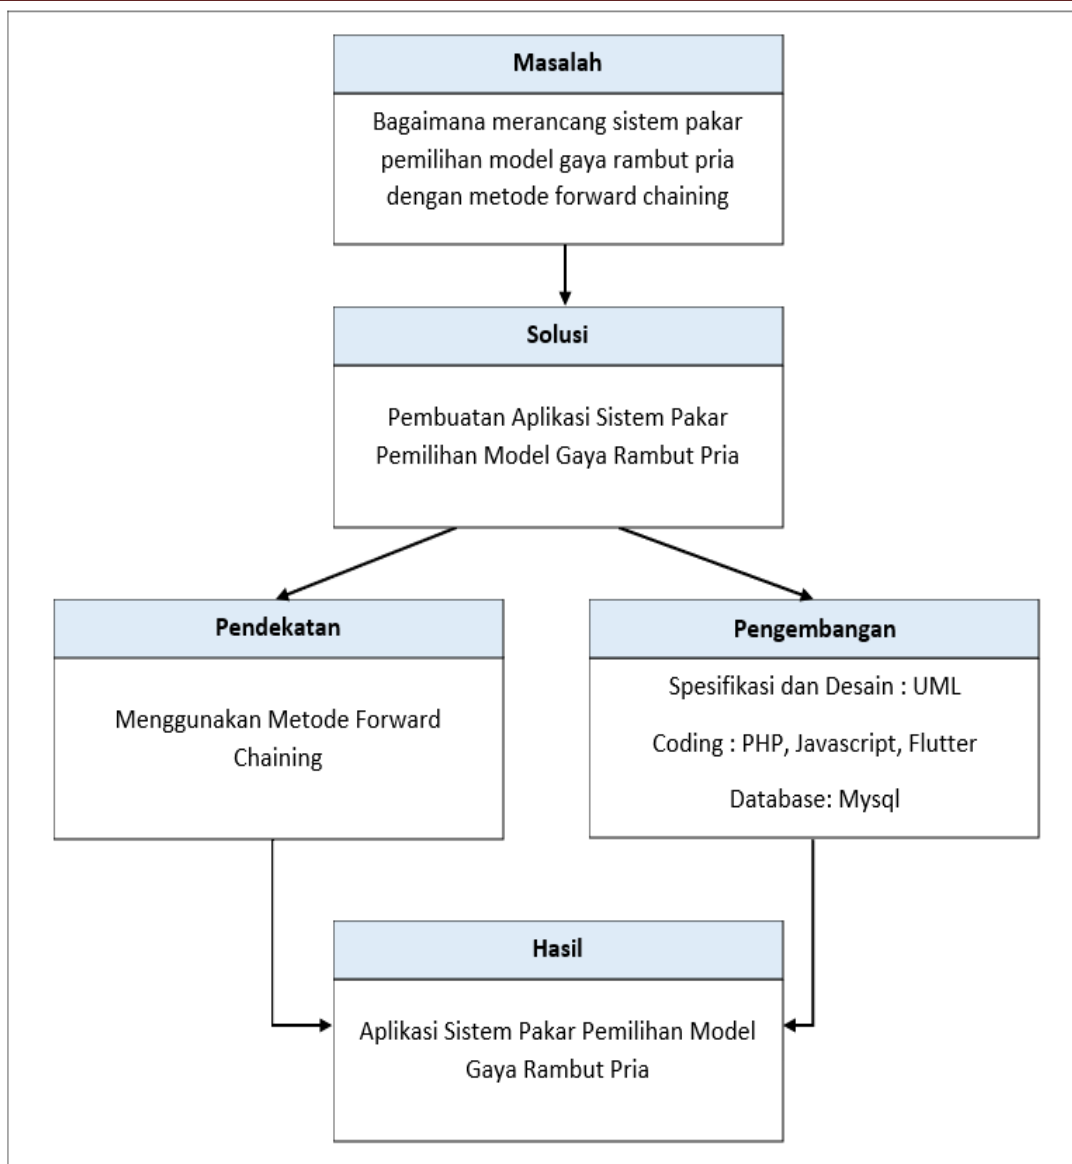 Masalah
Bagaimana merancang sistem pakar
pemilihan model gaya rambut pria
dengan metode forward chaining
Solusi
Pembuatan Aplikasi Sistem Pakar
Pemilihan Model Gaya Rambut Pria
Pendekatan
Menggunakan Metode Forward
Chaining
Pengembangan
Spesifikasi dan Desain : UML
Coding : PHP, Javascript, Flutter
Database: Mysql
Hasil
Aplikasi Sistem Pakar Pemilihan Model
Gaya Rambut Pria